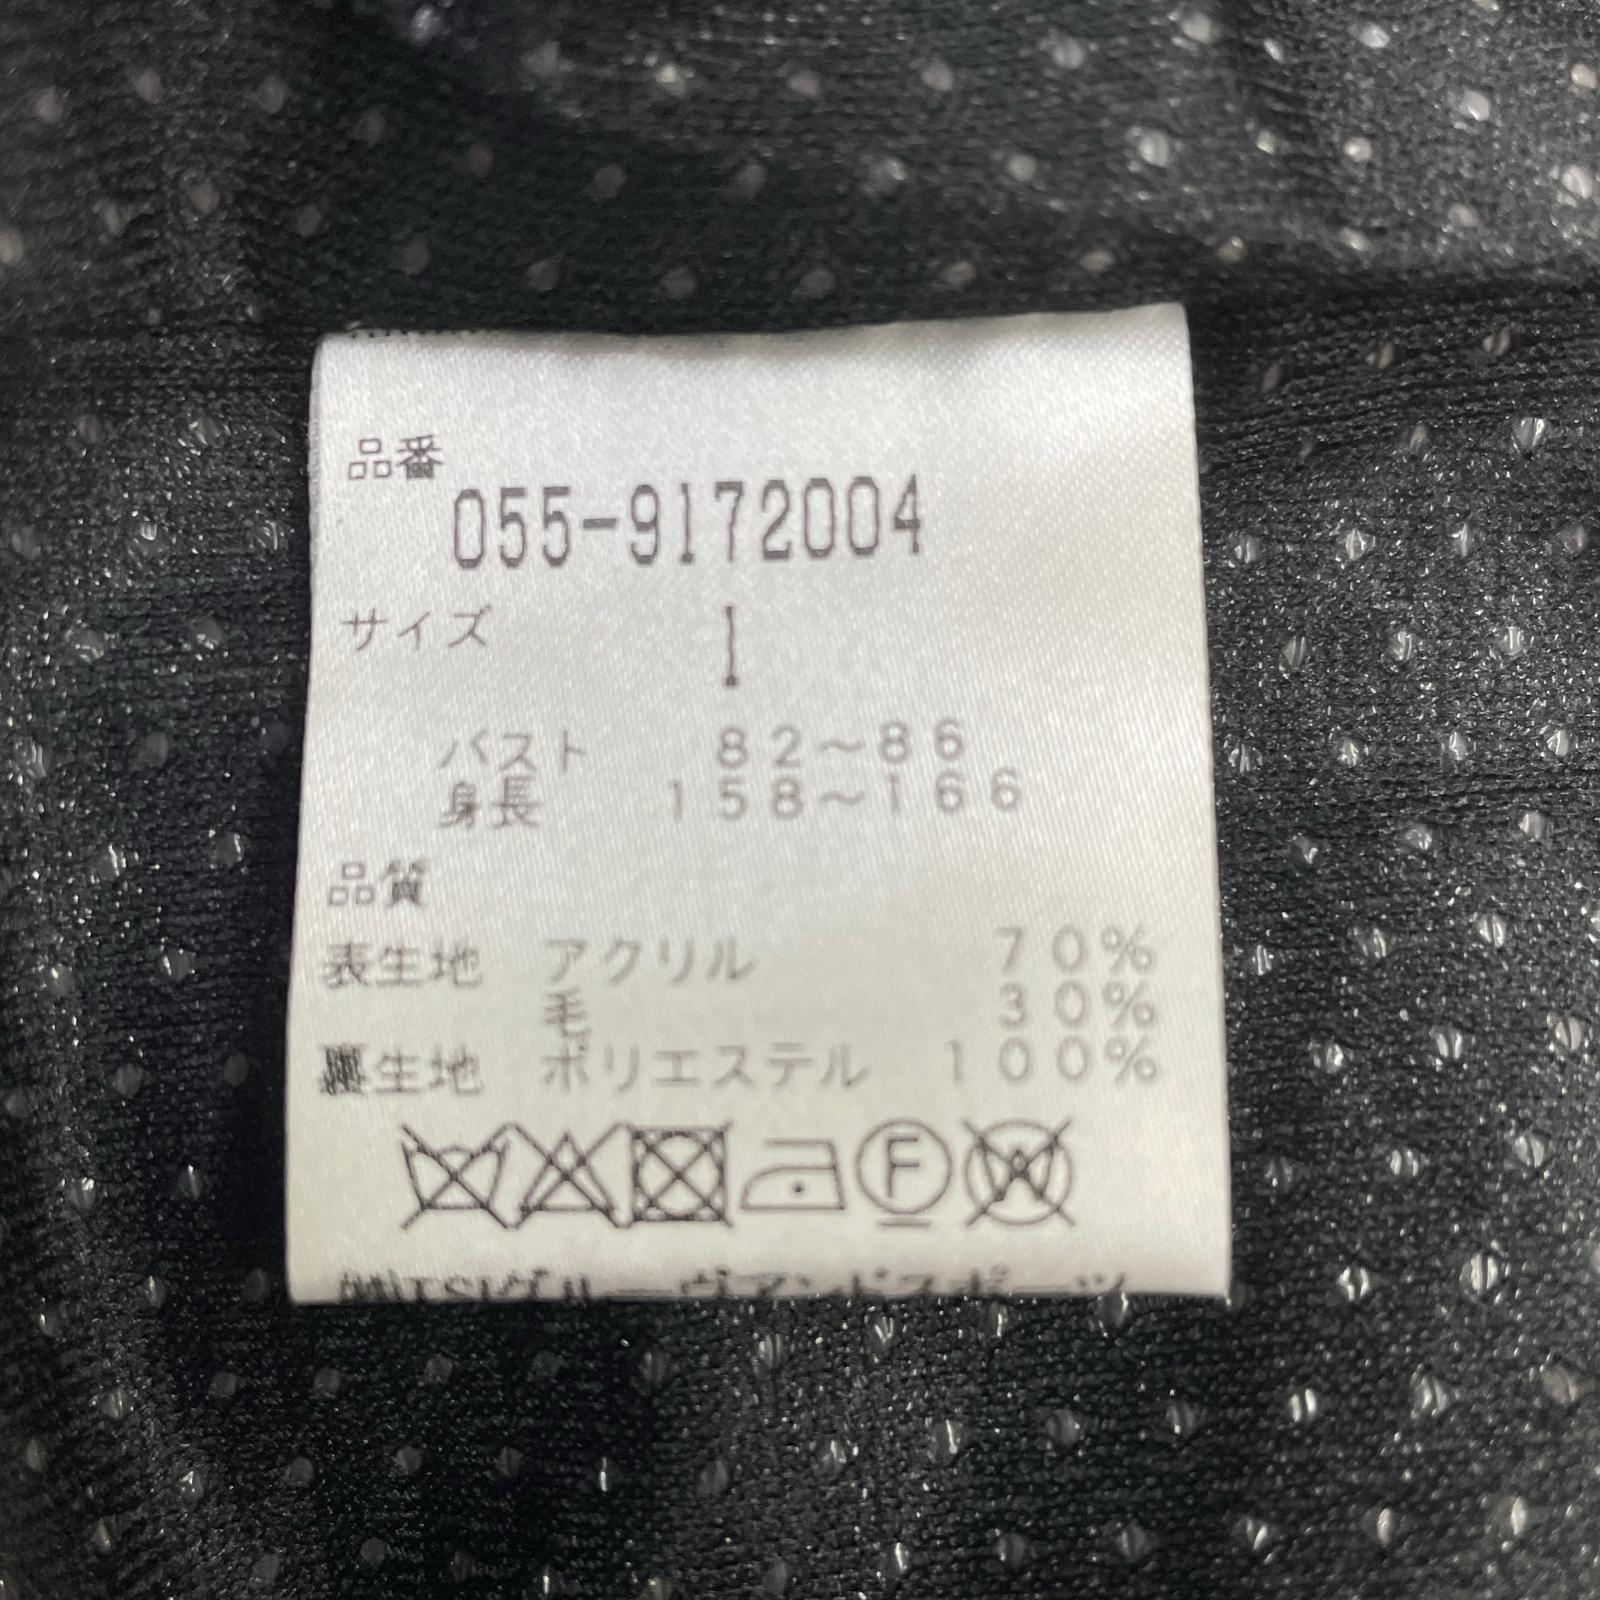 品番
055-9172004
サイズ 1
バスト 82～86
身長 158～166
品質
表生地 アクリル 70%
毛 30%
裏生地 ポリエステル 100%
F W